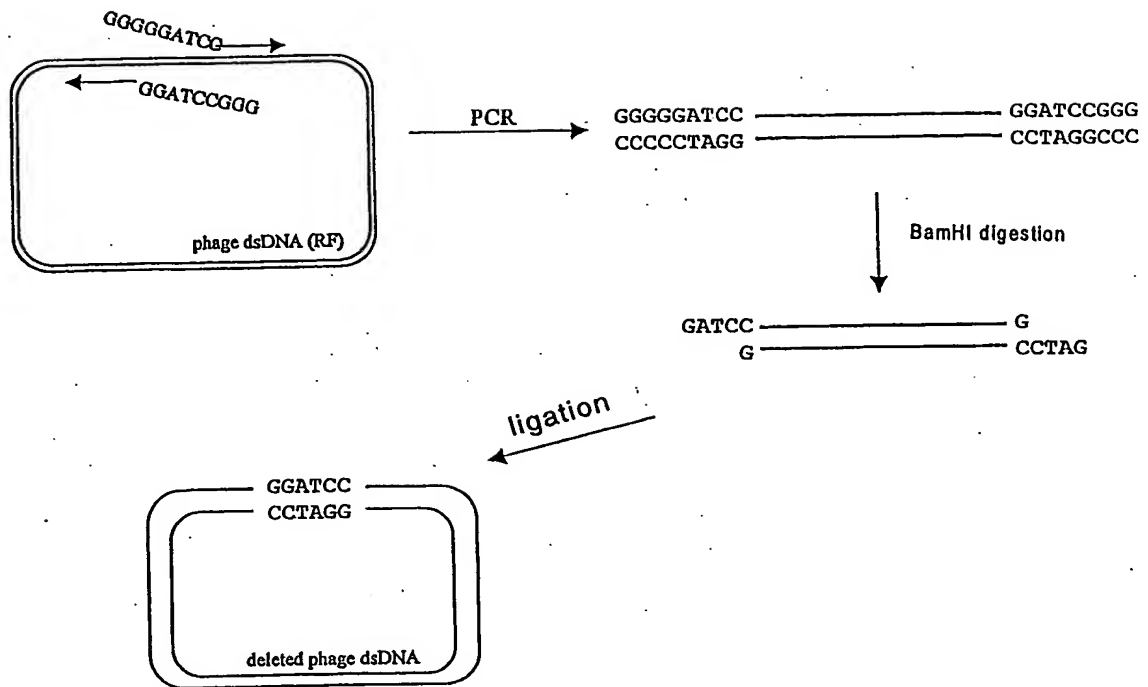 GGGGGATCG
GGATCCGGG
phage dsDNA (RF)
PCR
GGGGGATCC GGATCCGGG
CCCCCTAGG CCTAGGCCC
BamHI digestion
GATCC G
G CCTAG
ligation
GGATCC
CCTAGG
deleted phage dsDNA